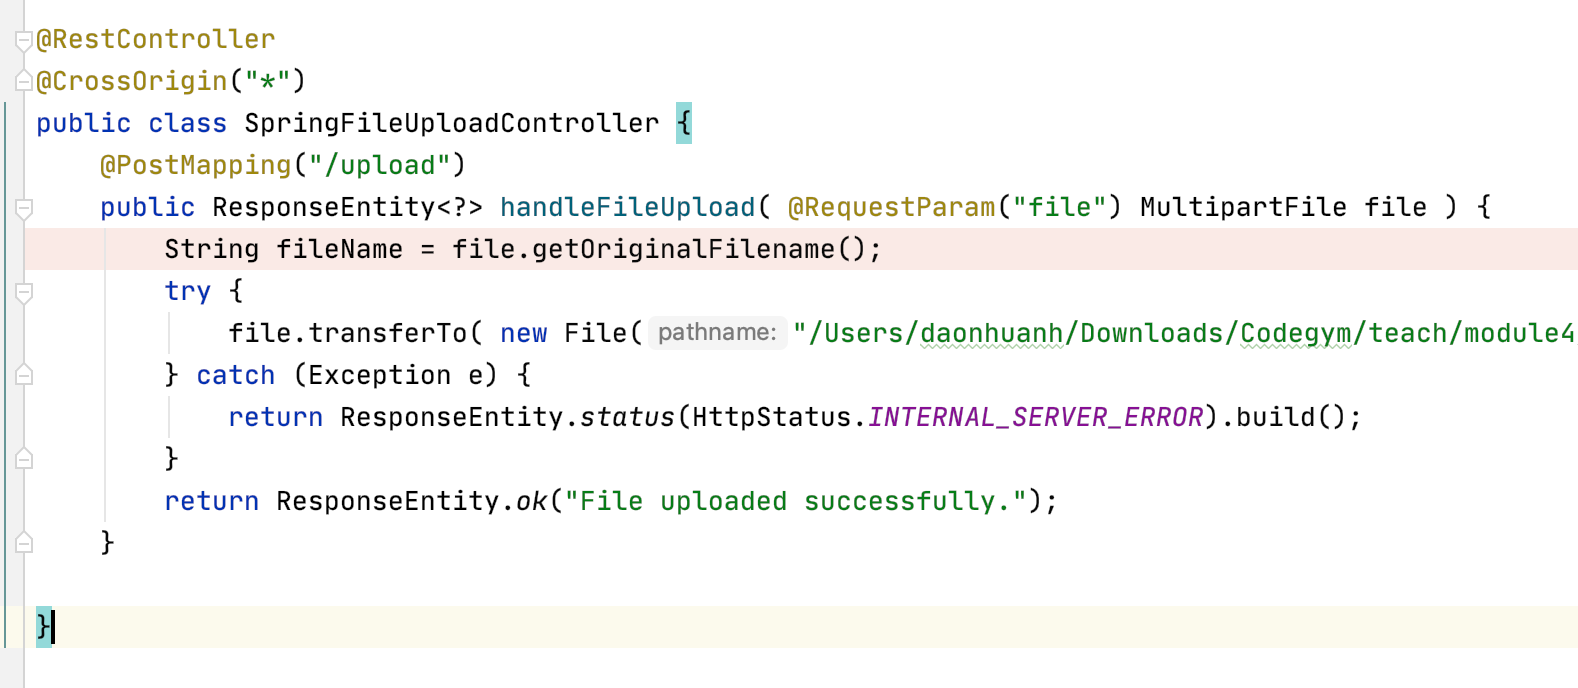 @RestController
@CrossOrigin("*")
public class SpringFileUploadController {
    @PostMapping("/upload")
    public ResponseEntity<?> handleFileUpload( @RequestParam("file") MultipartFile file ) {
        String fileName = file.getOriginalFilename();
        try {
            file.transferTo( new File( pathname: "/Users/daonhuanh/Downloads/Codegym/teach/module4
        } catch (Exception e) {
            return ResponseEntity.status(HttpStatus.INTERNAL_SERVER_ERROR).build();
        }
        return ResponseEntity.ok("File uploaded successfully.");
    }
}